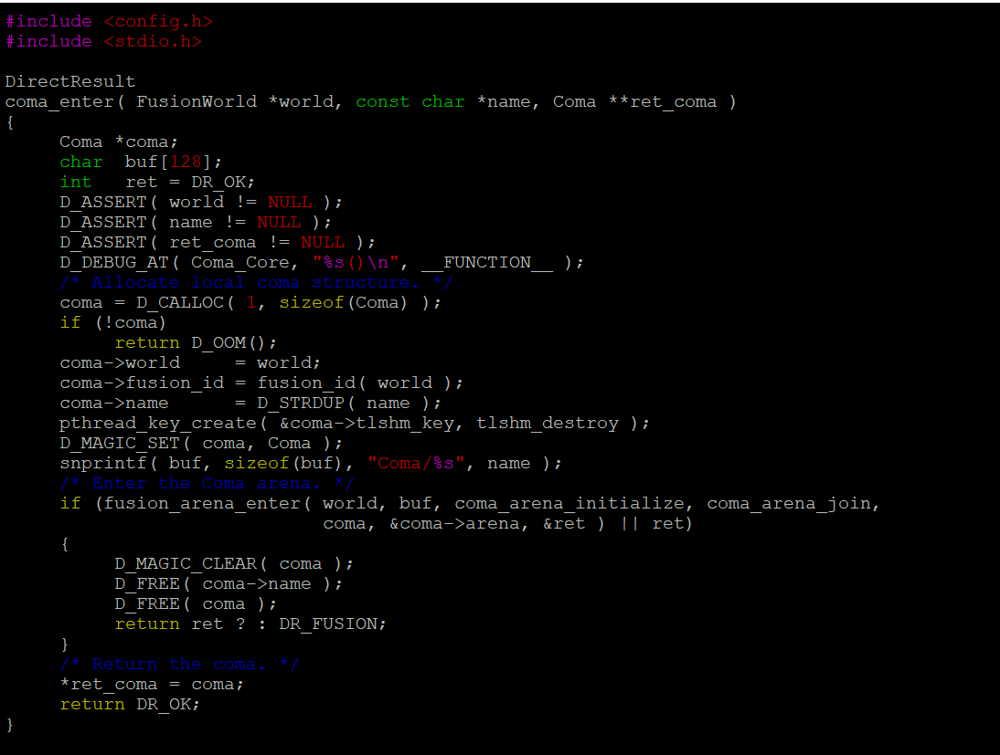 #include <config.h>
#include <stdio.h>

DirectResult
coma_enter( FusionWorld *world, const char *name, Coma **ret_coma )
{
     Coma *coma;
     char  buf[128];
     int   ret = DR_OK;
     D_ASSERT( world != NULL );
     D_ASSERT( name != NULL );
     D_ASSERT( ret_coma != NULL );
     D_DEBUG_AT( Coma_Core, "%s()\n", __FUNCTION__ );
     /* Allocate local coma structure. */
     coma = D_CALLOC( 1, sizeof(Coma) );
     if (!coma)
          return D_OOM();
     coma->world     = world;
     coma->fusion_id = fusion_id( world );
     coma->name      = D_STRDUP( name );
     pthread_key_create( &coma->tlshm_key, tlshm_destroy );
     D_MAGIC_SET( coma, Coma );
     snprintf( buf, sizeof(buf), "Coma/%s", name );
     /* Enter the Coma arena. */
     if (fusion_arena_enter( world, buf, coma_arena_initialize, coma_arena_join,
                             coma, &coma->arena, &ret ) || ret)
     {
          D_MAGIC_CLEAR( coma );
          D_FREE( coma->name );
          D_FREE( coma );
          return ret ? : DR_FUSION;
     }
     /* Return the coma. */
     *ret_coma = coma;
     return DR_OK;
}